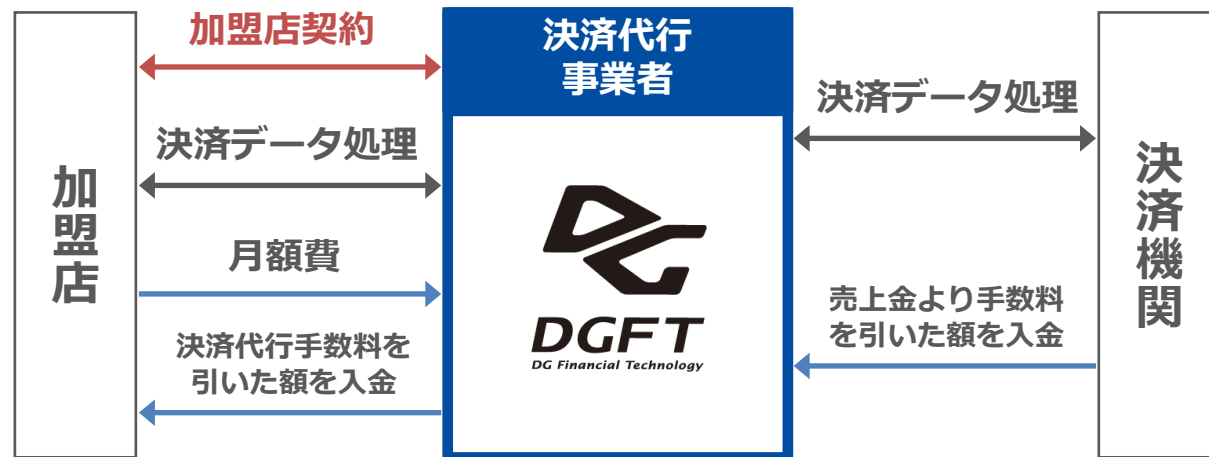 加盟店
加盟店契約
決済データ処理
月額費
決済代行手数料を
引いた額を入金
決済代行
事業者
DGFT
DG Financial Technology
決済データ処理
売上金より手数料
を引いた額を入金
決済機関